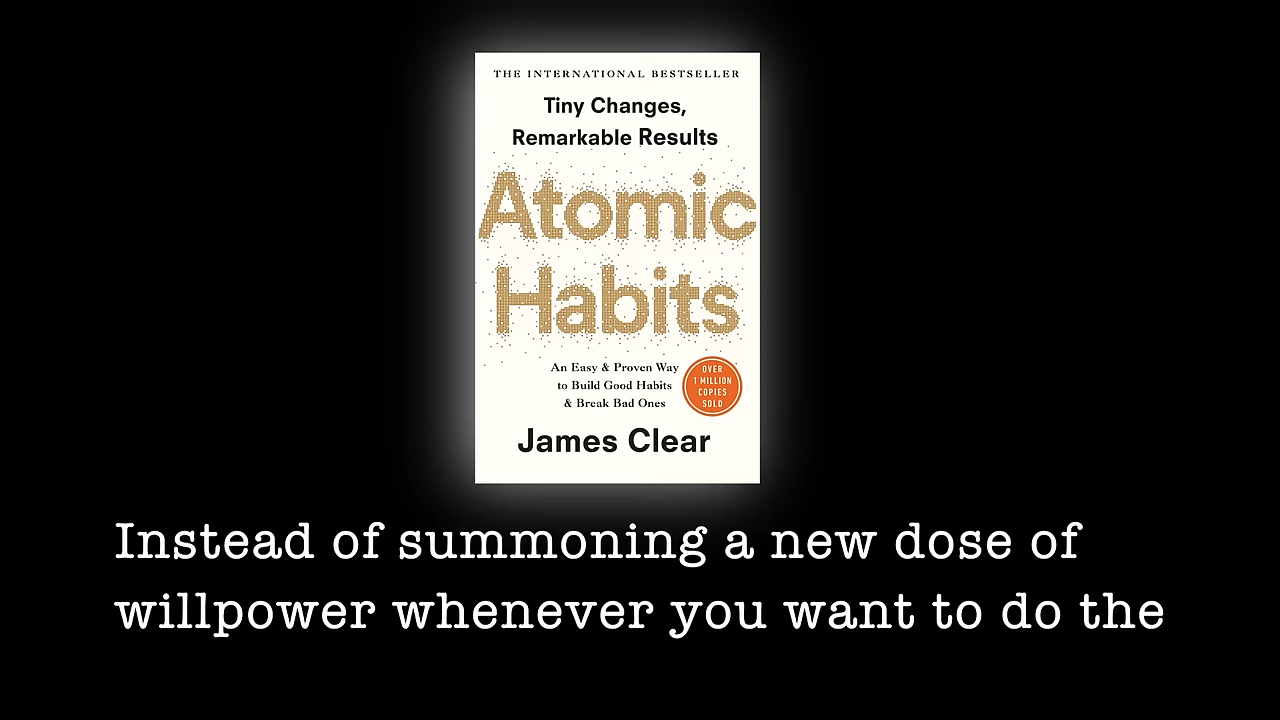 THE INTERNATIONAL BESTSELLER
Tiny Changes,
Remarkable Results
Atomic
Habits
An Easy & Proven Way
to Build Good Habits
& Break Bad Ones
OVER
1 MILLION
COPIES
SOLD
James Clear
Instead of summoning a new dose of
willpower whenever you want to do the